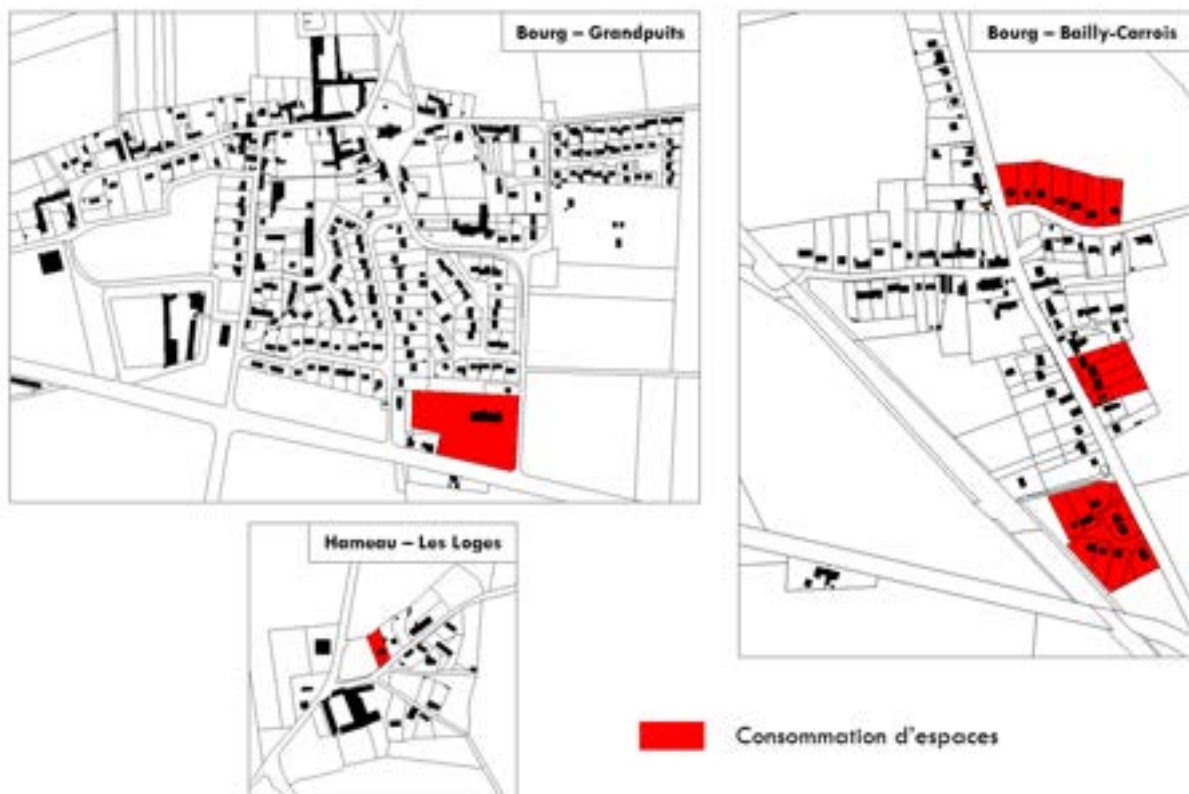 Bourg – Grandpuits
Bourg – Bailly-Carrois
Hameau – Les Loges
Consommation d'espaces